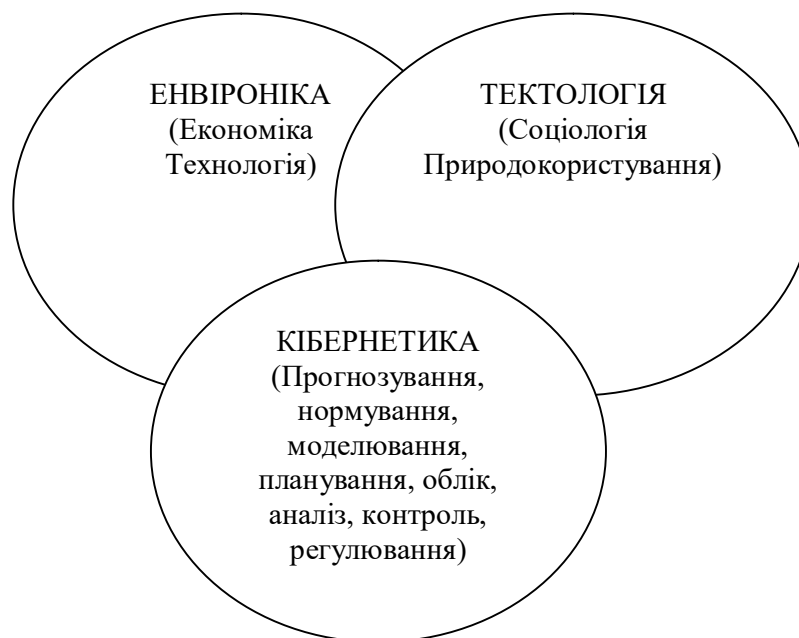 ЕНВІРОНІКА
(Економіка
Технологія)
ТЕКТОЛОГІЯ
(Соціологія
Природокористування)
КІБЕРНЕТИКА
(Прогнозування,
нормування,
моделювання,
планування, облік,
аналіз, контроль,
регулювання)